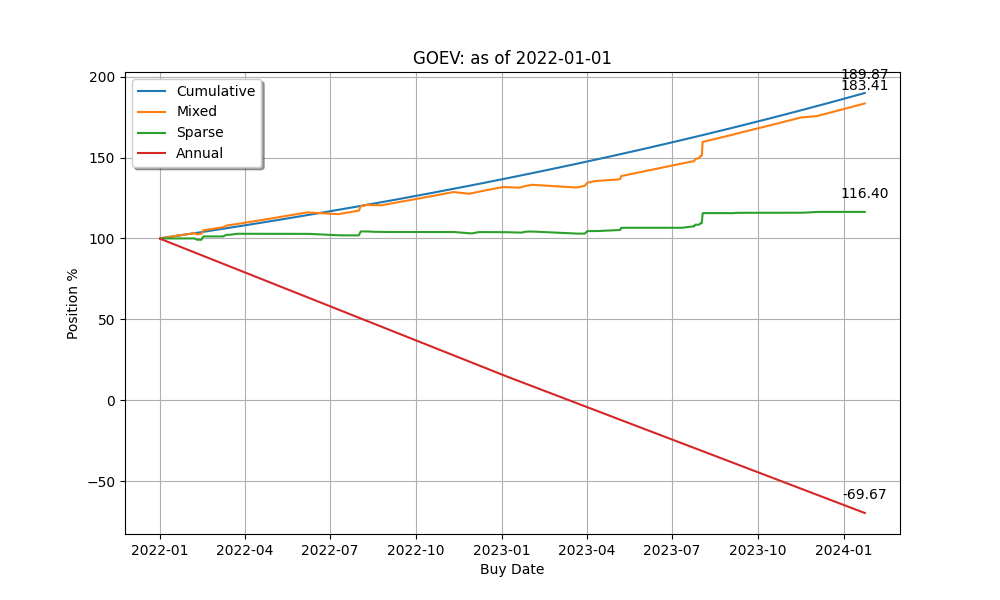 GOEV: as of 2022-01-01
Cumulative
Mixed
Sparse
Annual
189.87
183.41
116.40
-69.67
200
150
100
50
0
−50
Position %
2022-01 2022-04 2022-07 2022-10 2023-01 2023-04 2023-07 2023-10 2024-01
Buy Date